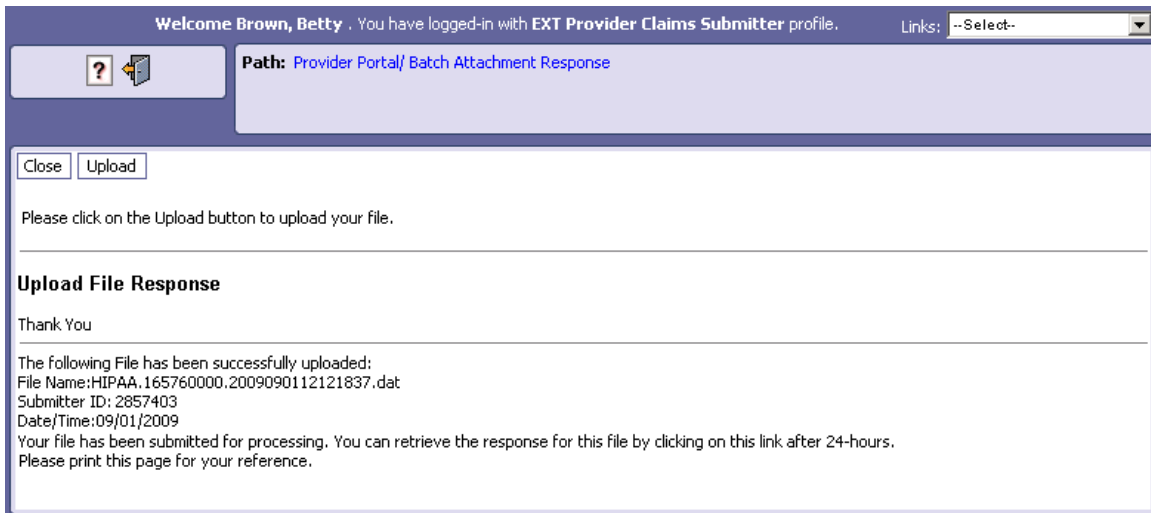 Welcome Brown, Betty . You have logged-in with EXT Provider Claims Submitter profile.
Links: --Select--
?
Path: Provider Portal/ Batch Attachment Response
Close Upload
Please click on the Upload button to upload your file.
Upload File Response
Thank You
The following File has been successfully uploaded:
File Name:HIPAA.165760000.2009090112121837.dat
Submitter ID: 2857403
Date/Time:09/01/2009
Your file has been submitted for processing. You can retrieve the response for this file by clicking on this link after 24-hours.
Please print this page for your reference.